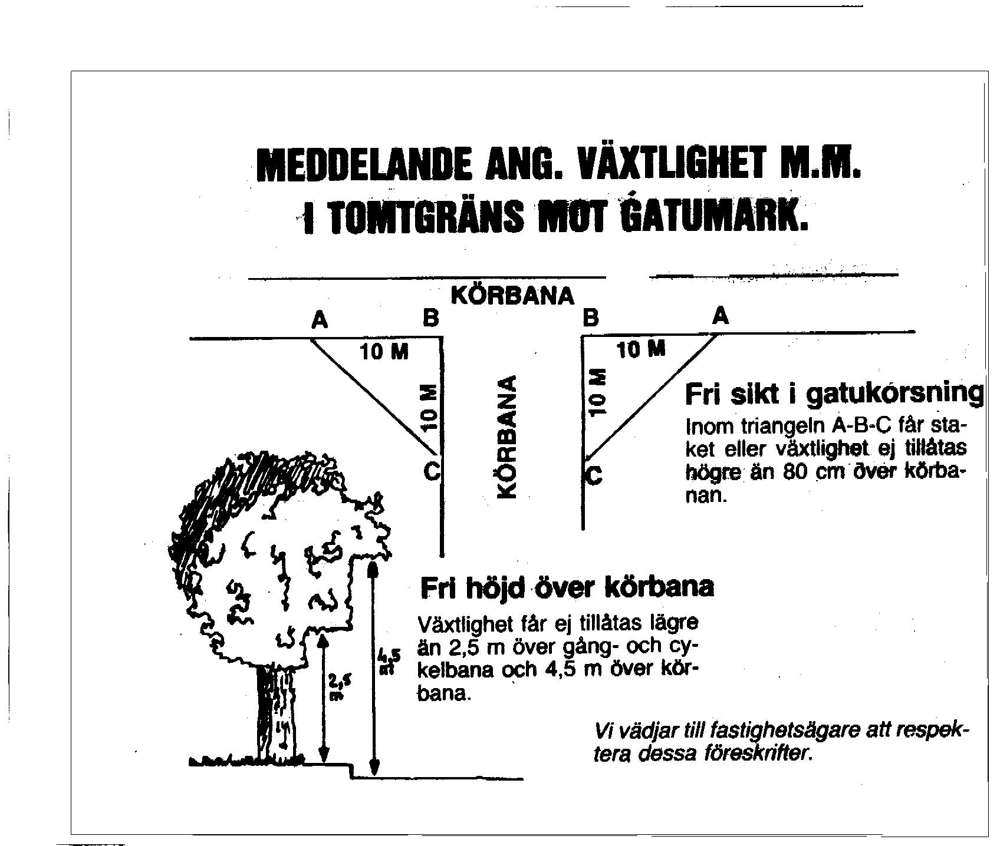 MEDDELANDE ANG. VÄXTLIGHET M.M.
I TOMTGRÄNS MOT GATUMARK.
KÖRBANA
A B B A
10 M 10 M
10 M 10 M
KÖRBANA
C C
Fri sikt i gatukorsning
Inom triangeln A-B-C får sta-
ket eller växtlighet ej tillåtas
högre än 80 cm över körba-
nan.
Fri höjd över körbana
Växtlighet får ej tillåtas lägre
än 2,5 m över gång- och cy-
kelbana och 4,5 m över kör-
bana.
4,5
m
2,5
m
Vi vädjar till fastighetsägare att respek-
tera dessa föreskrifter.